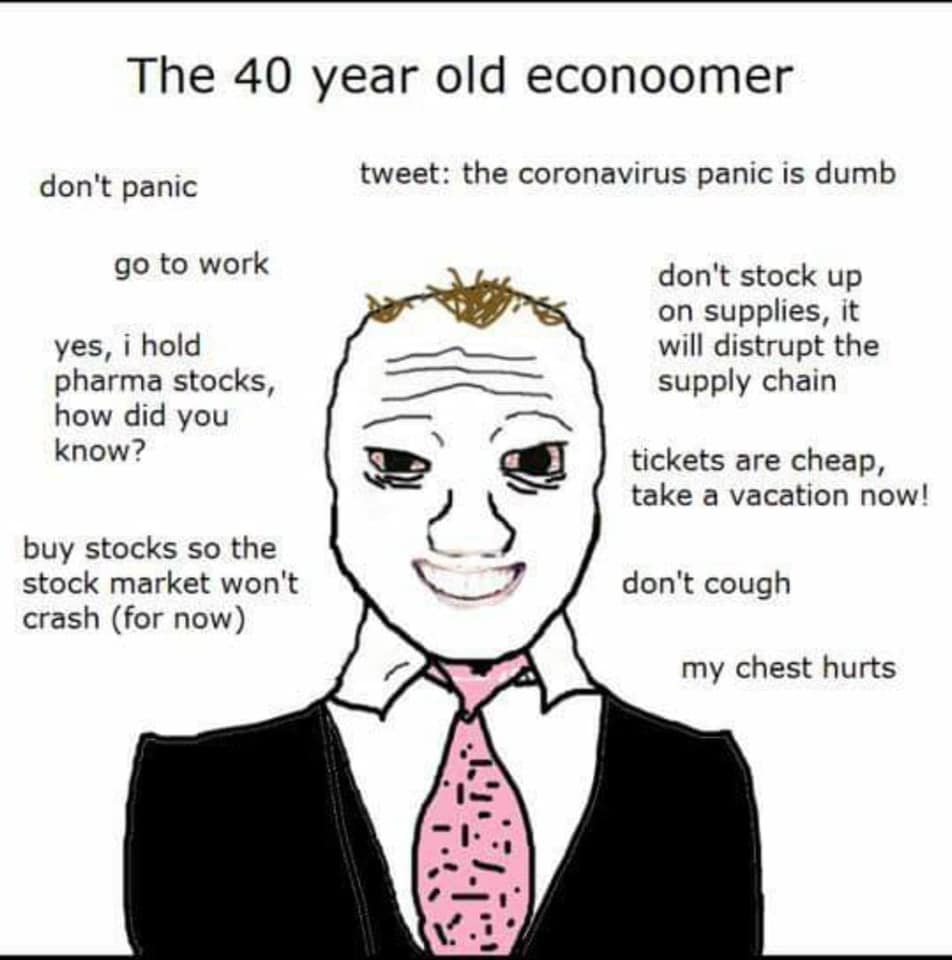 The 40 year old econoomer
don't panic
tweet: the coronavirus panic is dumb
go to work
don't stock up
on supplies, it
will distrupt the
supply chain
yes, i hold
pharma stocks,
how did you
know?
tickets are cheap,
take a vacation now!
buy stocks so the
stock market won't
crash (for now)
don't cough
my chest hurts